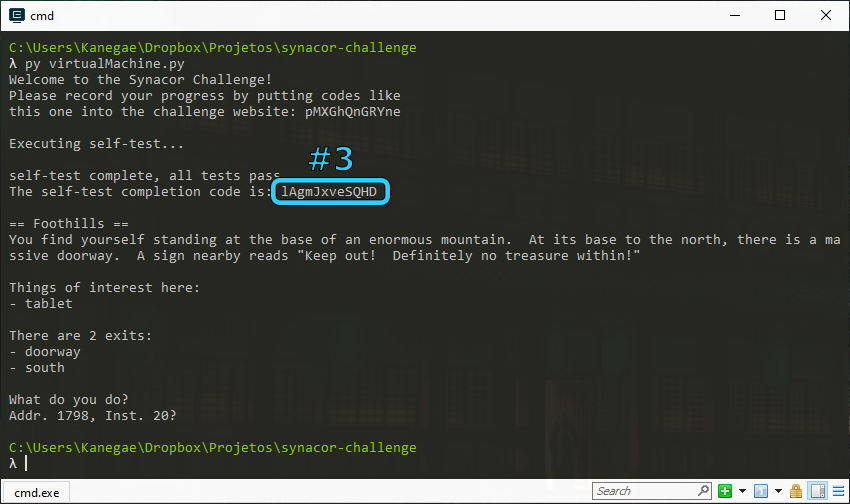 cmd
C:\Users\Kanegae\Dropbox\Projetos\synacor-challenge
λ py virtualMachine.py
Welcome to the Synacor Challenge!
Please record your progress by putting codes like
this one into the challenge website: pMXGhQnGRYne
Executing self-test...
#3
self-test complete, all tests pass
The self-test completion code is: lAgmJxveSQHD
== Foothills ==
You find yourself standing at the base of an enormous mountain.  At its base to the north, there is a ma
ssive doorway.  A sign nearby reads "Keep out!  Definitely no treasure within!"
Things of interest here:
- tablet
There are 2 exits:
- doorway
- south
What do you do?
Addr. 1798, Inst. 20?
C:\Users\Kanegae\Dropbox\Projetos\synacor-challenge
λ
cmd.exe
Search